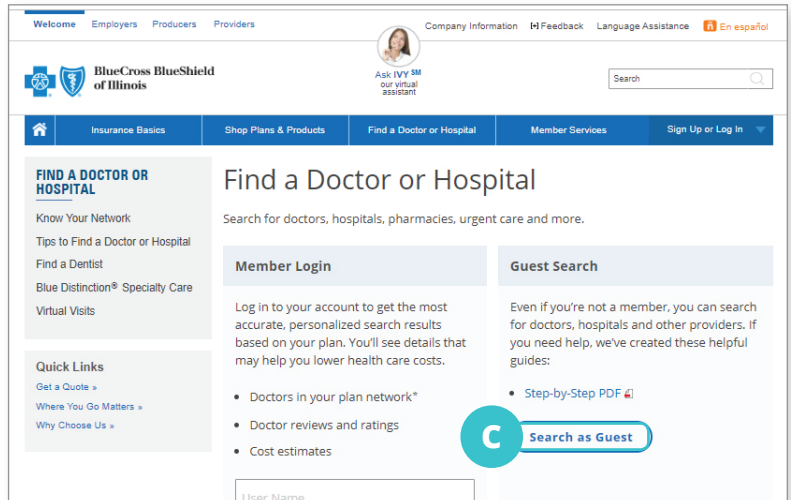 Welcome Employers Producers Providers
Company Information [+] Feedback Language Assistance ñ En español
Ask IVY SM
our virtual
assistant
BlueCross BlueShield
of Illinois
Search
Insurance Basics Shop Plans & Products Find a Doctor or Hospital Member Services Sign Up or Log In
FIND A DOCTOR OR
HOSPITAL
Know Your Network
Tips to Find a Doctor or Hospital
Find a Dentist
Blue Distinction® Specialty Care
Virtual Visits
Quick Links
Get a Quote »
Where You Go Matters »
Why Choose Us »
Find a Doctor or Hospital
Search for doctors, hospitals, pharmacies, urgent care and more.
Member Login
Log in to your account to get the most
accurate, personalized search results
based on your plan. You’ll see details that
may help you lower health care costs.
• Doctors in your plan network*
• Doctor reviews and ratings
• Cost estimates
User Name
Guest Search
Even if you’re not a member, you can search
for doctors, hospitals and other providers. If
you need help, we’ve created these helpful
guides:
• Step-by-Step PDF
C Search as Guest